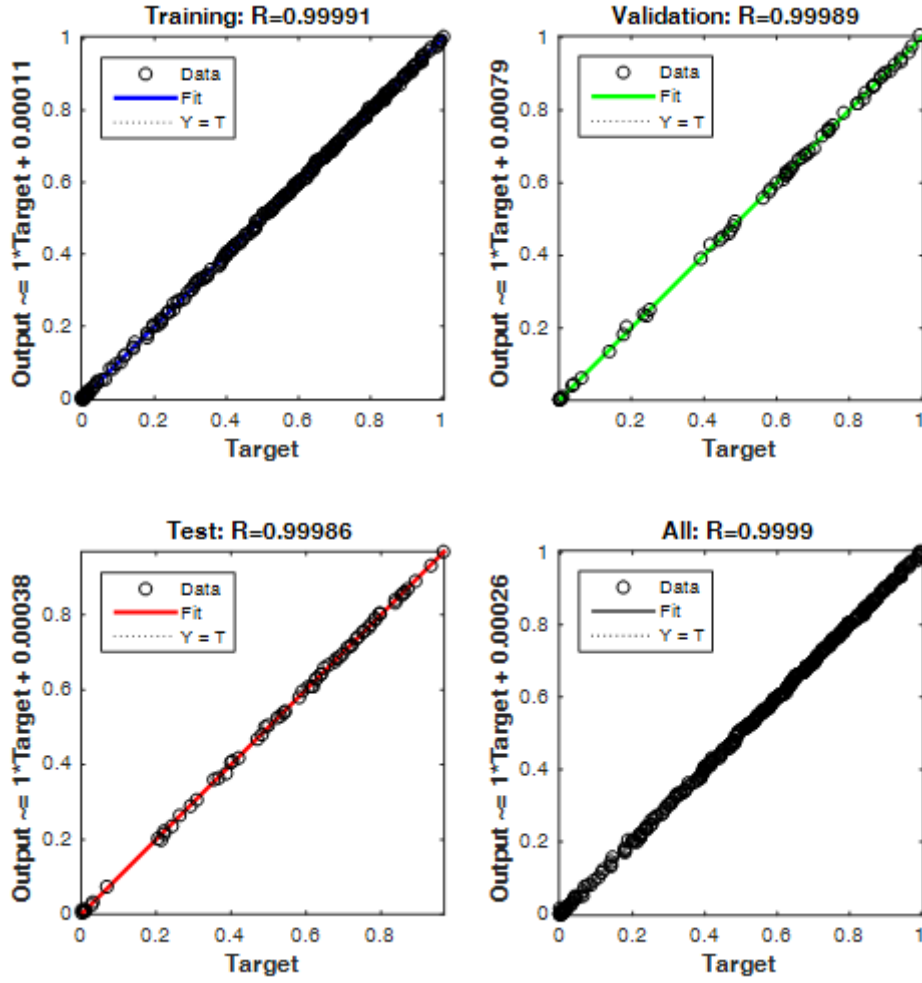 Training: R=0.99991
Output ~= 1*Target + 0.00011
1
0.8
0.6
0.4
0.2
0
Data
Fit
Y = T
0 0.2 0.4 0.6 0.8 1
Target
Validation: R=0.99989
Output ~= 1*Target + 0.00079
1
0.8
0.6
0.4
0.2
Data
Fit
Y = T
0.2 0.4 0.6 0.8 1
Target
Test: R=0.99986
Output ~= 1*Target + 0.00038
0.8
0.6
0.4
0.2
0
Data
Fit
Y = T
0 0.2 0.4 0.6 0.8
Target
All: R=0.9999
Output ~= 1*Target + 0.00026
1
0.8
0.6
0.4
0.2
0
Data
Fit
Y = T
0 0.2 0.4 0.6 0.8 1
Target